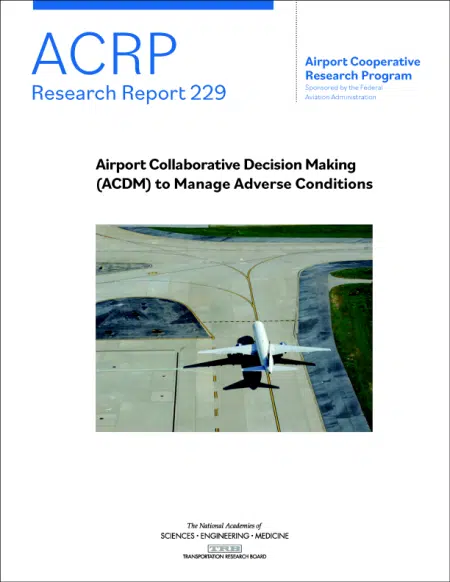 ACRP
Research Report 229
Airport Cooperative
Research Program
Sponsored by the Federal
Aviation Administration
Airport Collaborative Decision Making
(ACDM) to Manage Adverse Conditions
The National Academies of
SCIENCES • ENGINEERING • MEDICINE
TRB
TRANSPORTATION RESEARCH BOARD